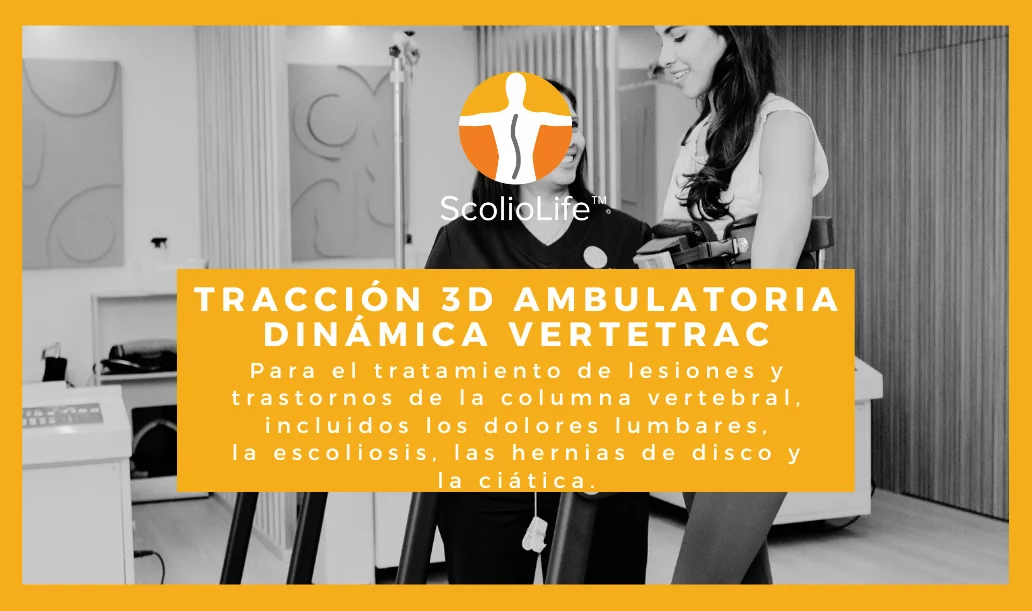 ScolioLife™
TRACCIÓN 3D AMBULATORIA
DINÁMICA VERTETRAC
Para el tratamiento de lesiones y
trastornos de la columna vertebral,
incluidos los dolores lumbares,
la escoliosis, las hernias de disco y
la ciática.